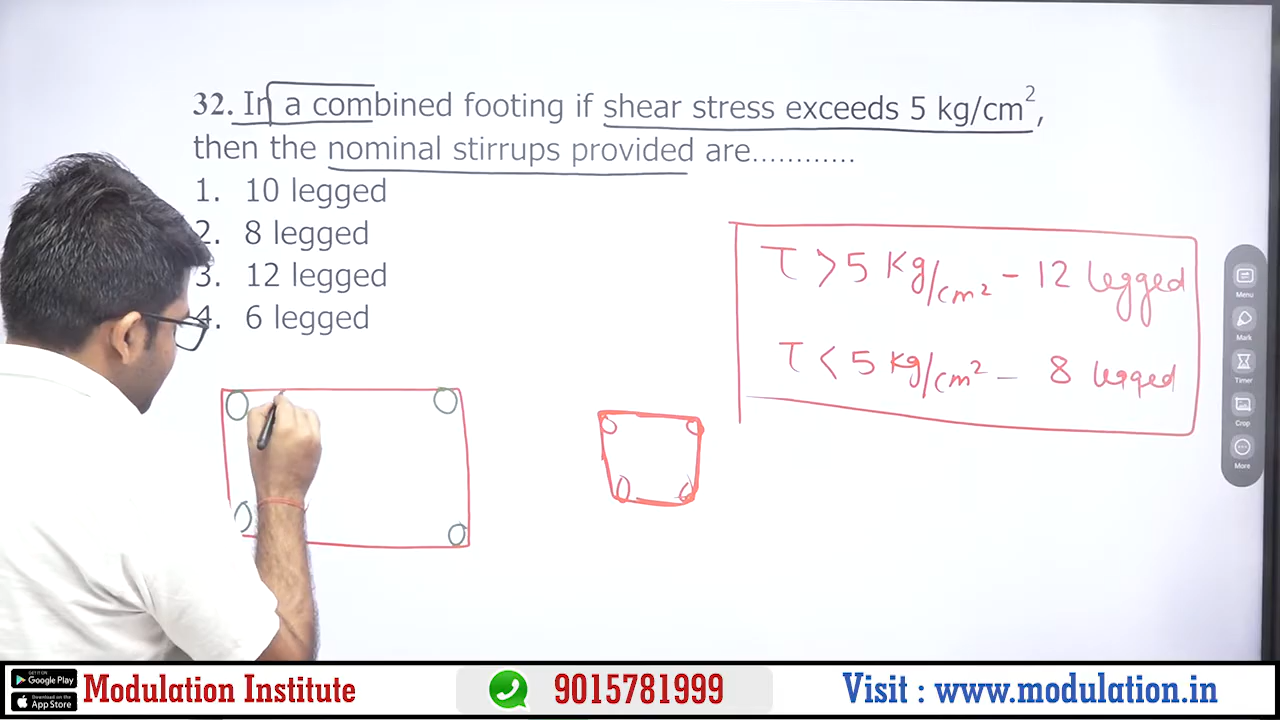 32. In a combined footing if shear stress exceeds 5 kg/cm²,
then the nominal stirrups provided are............
1. 10 legged
2. 8 legged
3. 12 legged
4. 6 legged
τ > 5 Kg/cm² - 12 legged
τ < 5 kg/cm² - 8 legged
Menu
Mark
Timer
Crop
More
GET IT ON
Google Play
Download on the
App Store
Modulation Institute
9015781999
Visit : www.modulation.in